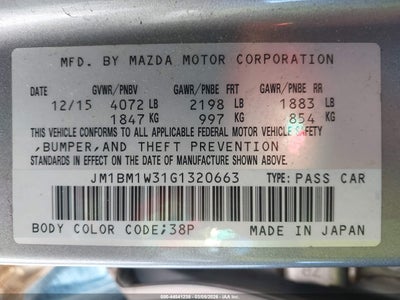 MFD. BY MAZDA MOTOR CORPORATION
GVWR/PNBV GAWR/PNBE FRT GAWR/PNBE RR
12/15 4072 LB 2198 LB 1883 LB
1847 KG 997 KG 854 KG
THIS VEHICLE CONFORMS TO ALL APPLICABLE FEDERAL MOTOR VEHICLE SAFETY
,BUMPER,AND THEFT PREVENTION
STANDARDS IN EFFECT ON THE DATE OF MANUFACTURE SHOWN ABOVE.
JM1BM1W31G1320663 TYPE: PASS CAR
BODY COLOR CODE;38P MADE IN JAPAN